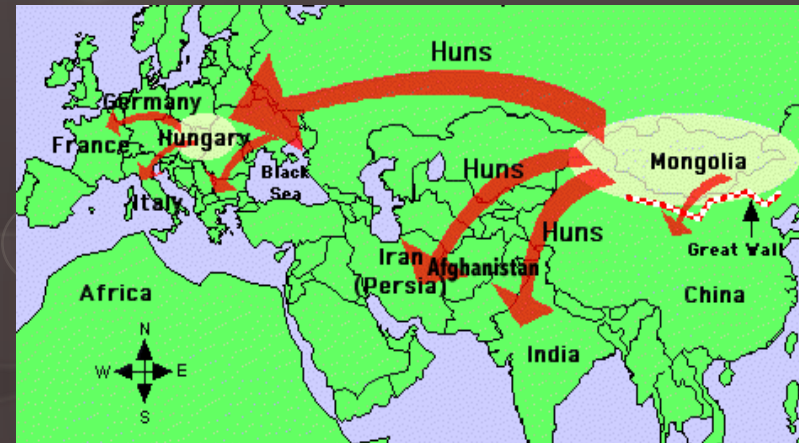 Huns
Germany
France
Hungary
Italy
Black
Sea
Huns
Mongolia
Huns
Great Wall
Iran
(Persia)
Afghanistan
Africa
China
India
N
W
E
S